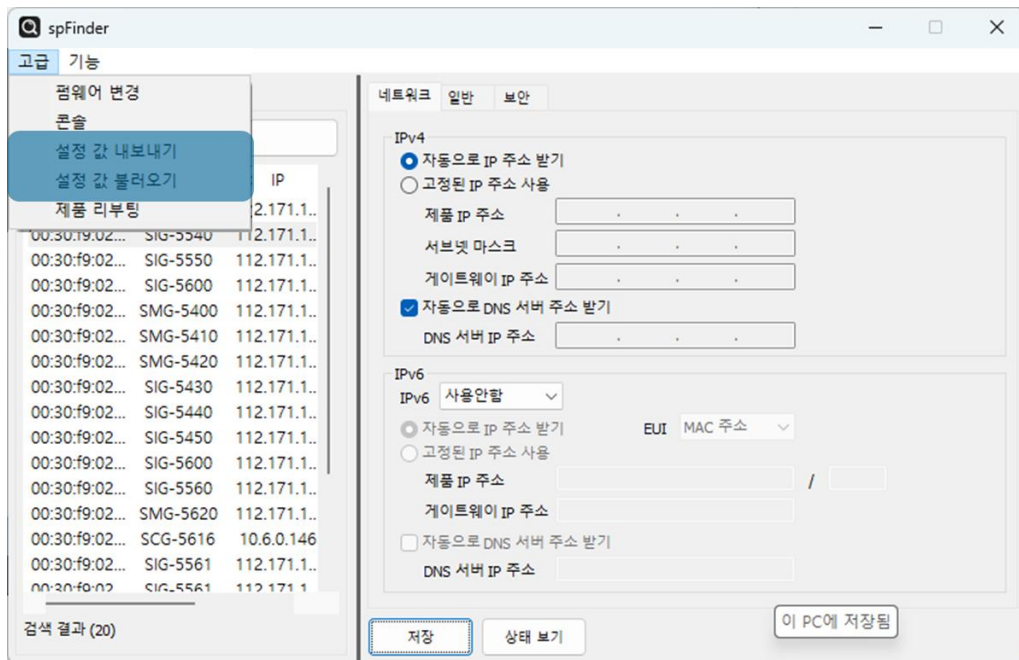 spFinder
고급 기능
펌웨어 변경
콘솔
설정 값 내보내기
설정 값 불러오기
제품 리부팅
IP
2.171.1..
00:30:f9:02... SIG-5540 112.171.1..
00:30:f9:02... SIG-5550 112.171.1..
00:30:f9:02... SIG-5600 112.171.1..
00:30:f9:02... SMG-5400 112.171.1..
00:30:f9:02... SMG-5410 112.171.1..
00:30:f9:02... SMG-5420 112.171.1..
00:30:f9:02... SIG-5430 112.171.1..
00:30:f9:02... SIG-5440 112.171.1..
00:30:f9:02... SIG-5450 112.171.1..
00:30:f9:02... SIG-5600 112.171.1..
00:30:f9:02... SIG-5560 112.171.1..
00:30:f9:02... SMG-5620 112.171.1..
00:30:f9:02... SCG-5616 10.6.0.146
00:30:f9:02... SIG-5561 112.171.1..
00:30:f9:02... SIG-5561 112.171.1..
검색 결과 (20)
네트워크 일반 보안
IPv4
자동으로 IP 주소 받기
고정된 IP 주소 사용
제품 IP 주소 . . .
서브넷 마스크 . . .
게이트웨이 IP 주소 . . .
자동으로 DNS 서버 주소 받기
DNS 서버 IP 주소 . . .
IPv6
IPv6 사용안함
자동으로 IP 주소 받기 EUI MAC 주소
고정된 IP 주소 사용
제품 IP 주소 /
게이트웨이 IP 주소
자동으로 DNS 서버 주소 받기
DNS 서버 IP 주소
저장 상태 보기
이 PC에 저장됨